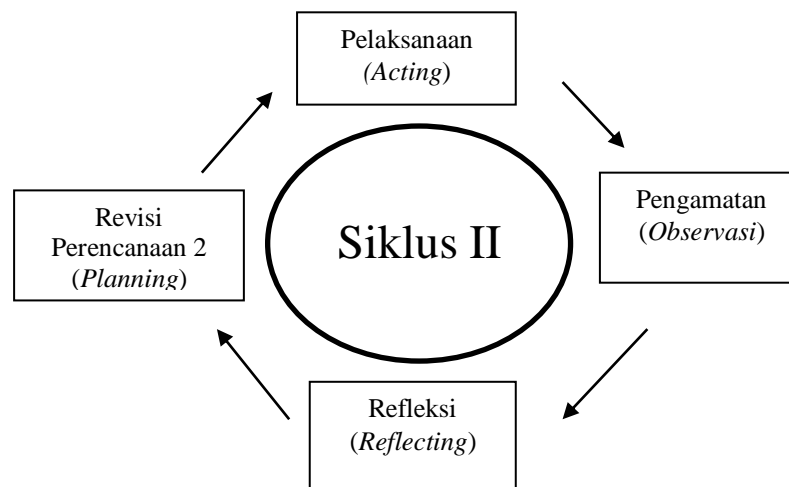 Pelaksanaan
(Acting)
Pengamatan
(Observasi)
Revisi
Perencanaan 2
(Planning)
Siklus II
Refleksi
(Reflecting)